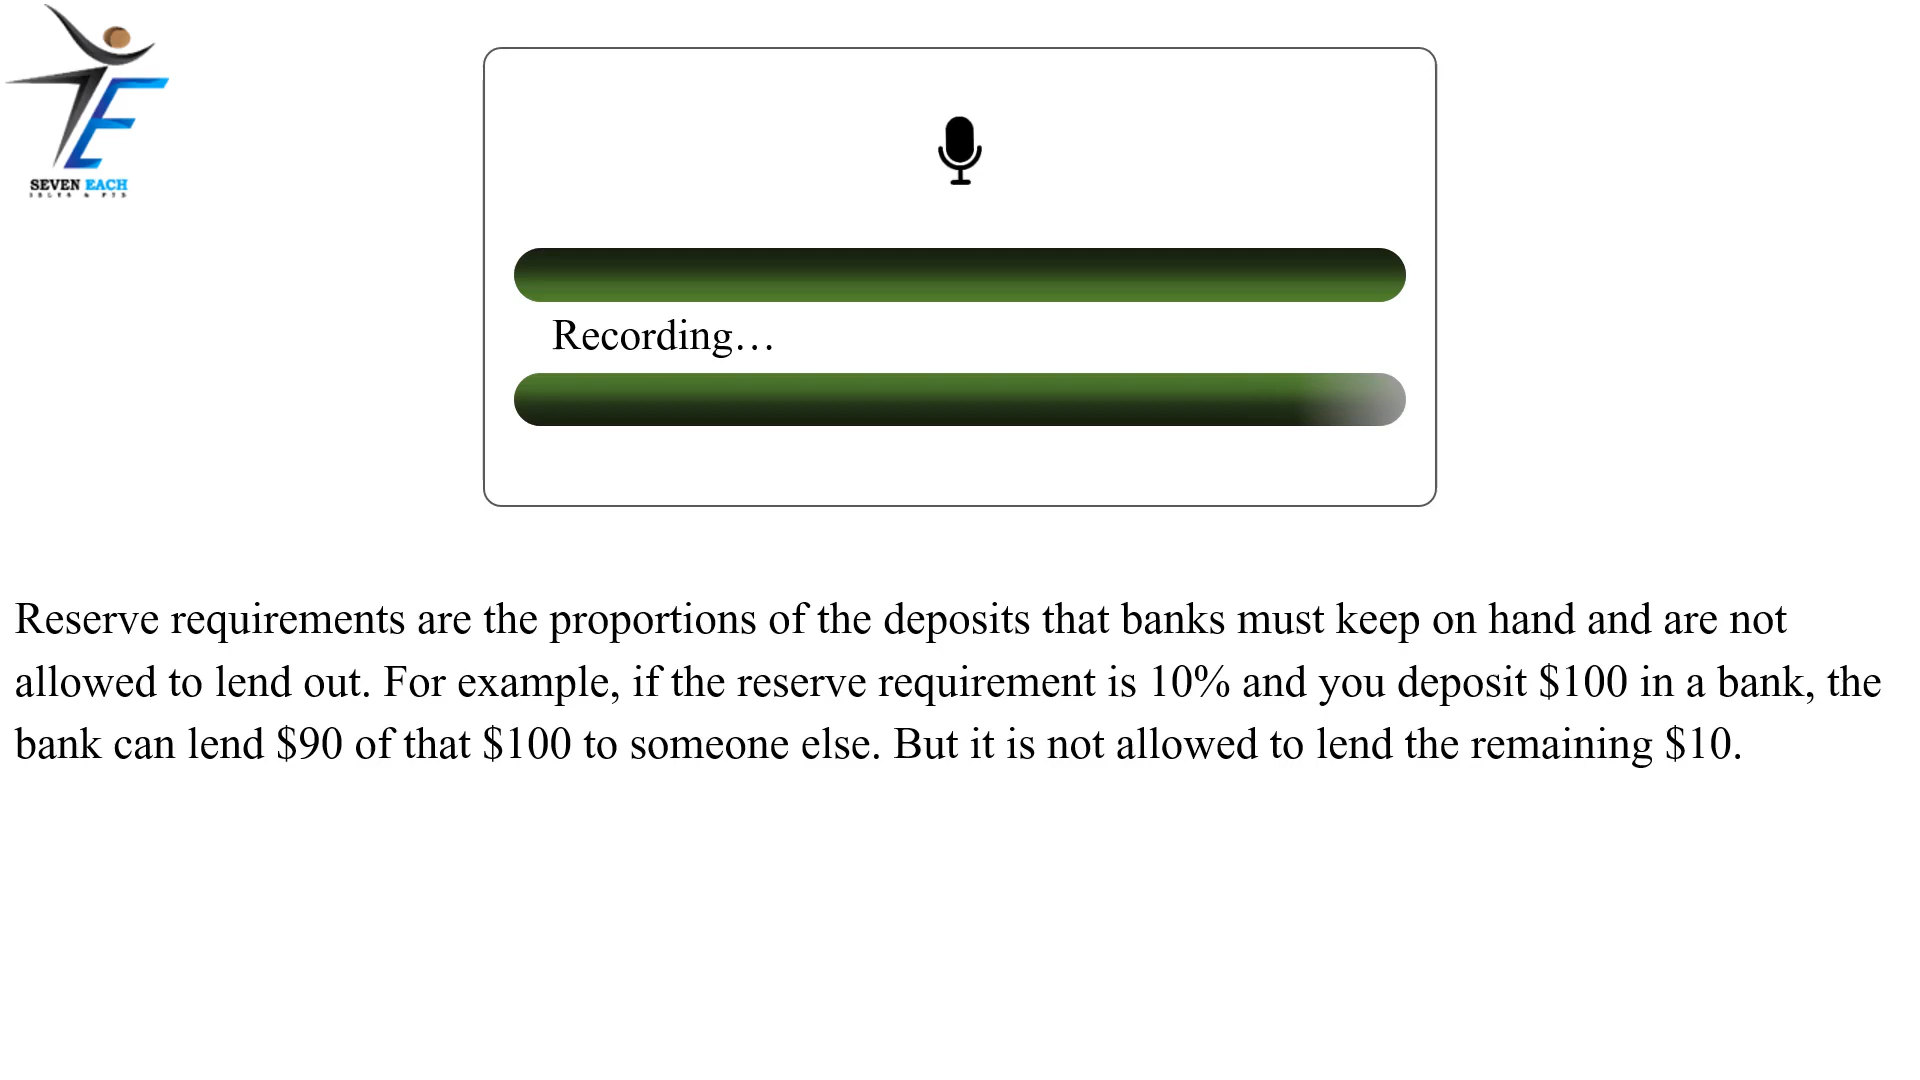 SEVEN EACH
Recording…
Reserve requirements are the proportions of the deposits that banks must keep on hand and are not
allowed to lend out. For example, if the reserve requirement is 10% and you deposit $100 in a bank, the
bank can lend $90 of that $100 to someone else. But it is not allowed to lend the remaining $10.